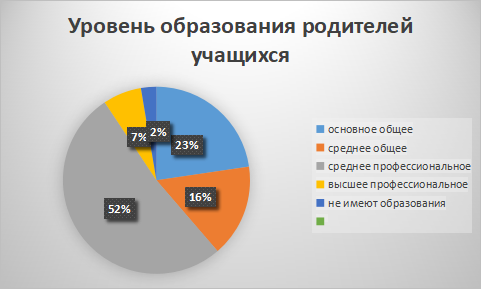 Уровень образования родителей
учащихся
7%
2%
23%
16%
52%
основное общее
среднее общее
среднее профессиональное
высшее профессиональное
не имеют образования